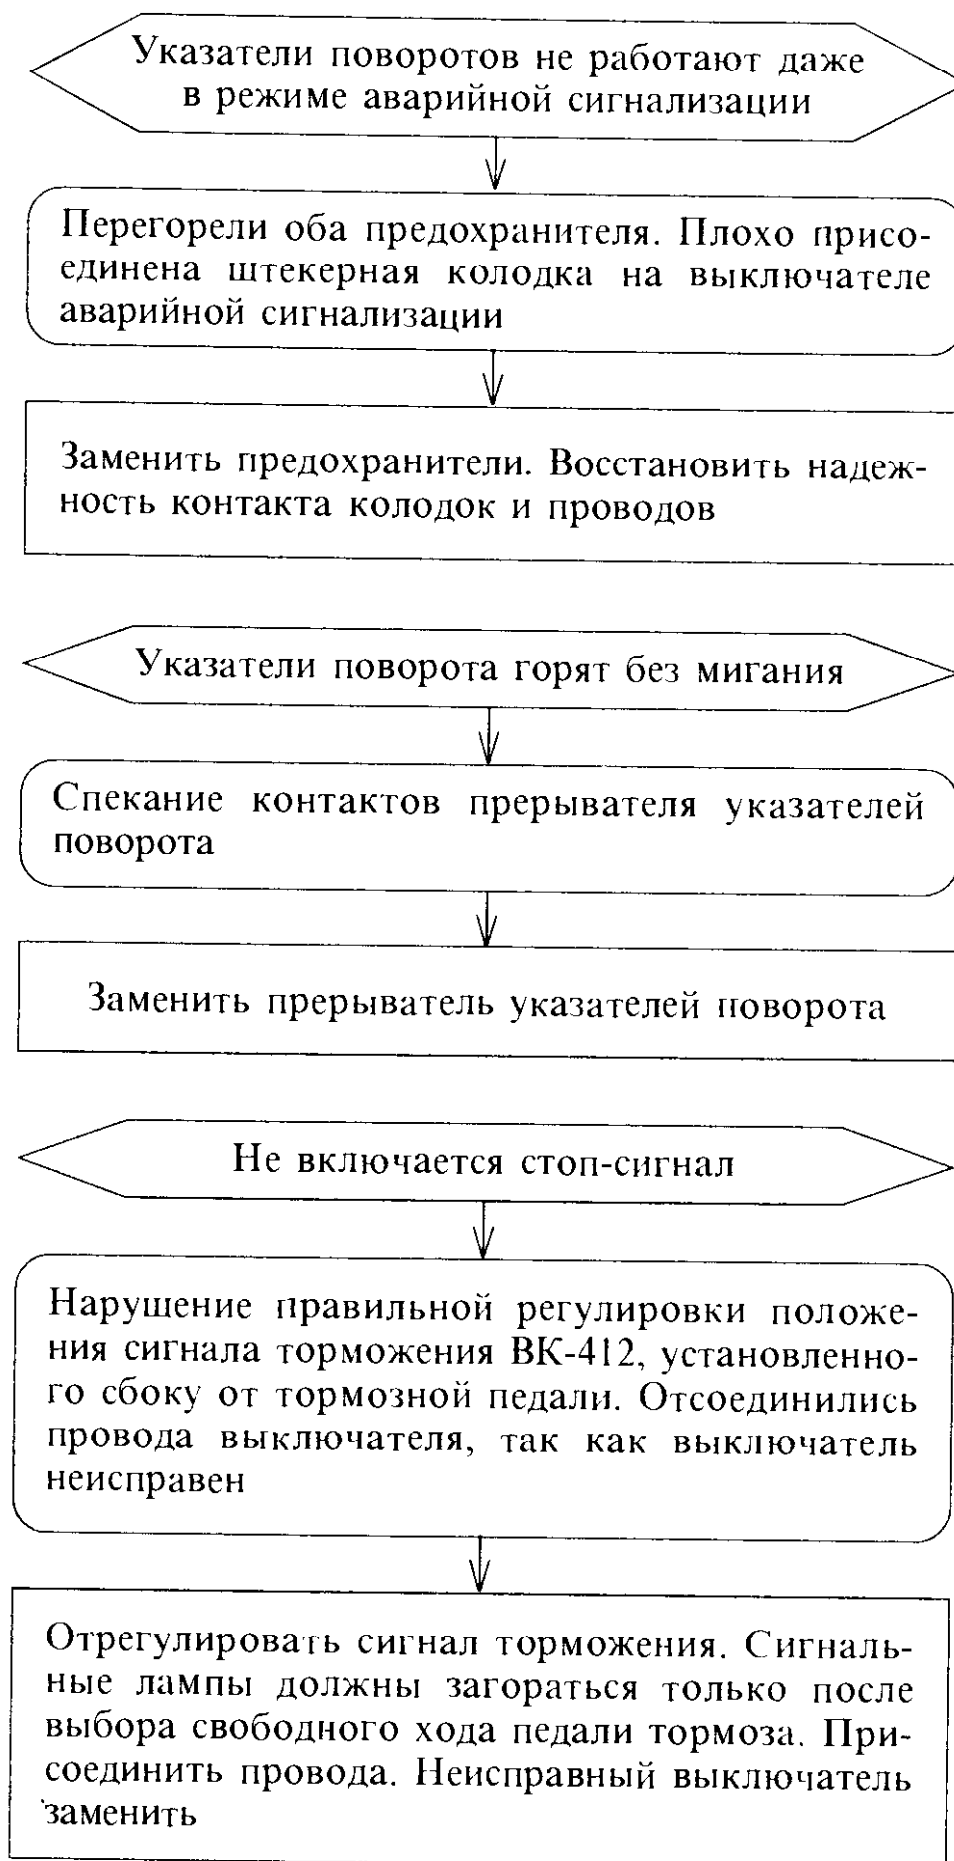 Указатели поворотов не работают даже
в режиме аварийной сигнализации
Перегорели оба предохранителя. Плохо присо-
единена штекерная колодка на выключателе
аварийной сигнализации
Заменить предохранители. Восстановить надеж-
ность контакта колодок и проводов
Указатели поворота горят без мигания
Спекание контактов прерывателя указателей
поворота
Заменить прерыватель указателей поворота
Не включается стоп-сигнал
Нарушение правильной регулировки положе-
ния сигнала торможения ВК-412, установленно-
го сбоку от тормозной педали. Отсоединились
провода выключателя, так как выключатель
неисправен
Отрегулировать сигнал торможения. Сигналь-
ные лампы должны загораться только после
выбора свободного хода педали тормоза. При-
соединить провода. Неисправный выключатель
заменить